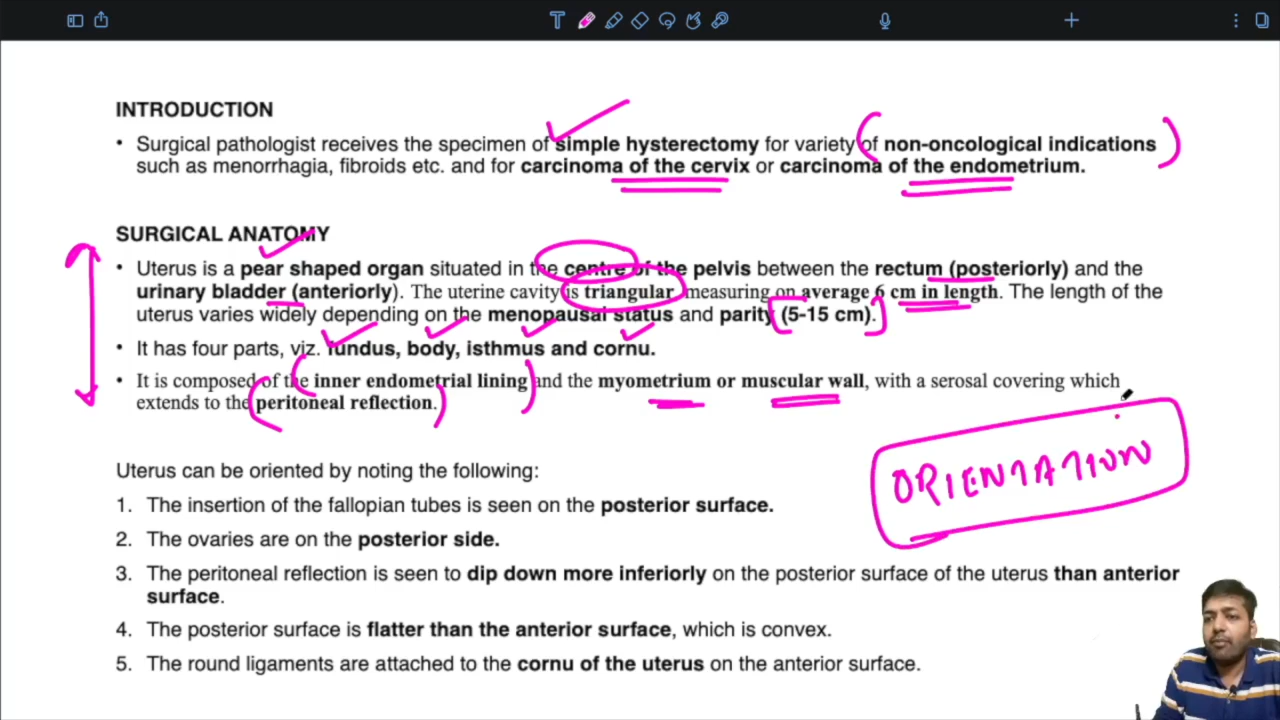 INTRODUCTION
• Surgical pathologist receives the specimen of simple hysterectomy for variety of non-oncological indications
such as menorrhagia, fibroids etc. and for carcinoma of the cervix or carcinoma of the endometrium.
SURGICAL ANATOMY
• Uterus is a pear shaped organ situated in the centre of the pelvis between the rectum (posteriorly) and the
urinary bladder (anteriorly). The uterine cavity is triangular measuring on average 6 cm in length. The length of the
uterus varies widely depending on the menopausal status and parity (5-15 cm).
• It has four parts, viz. fundus, body, isthmus and cornu.
• It is composed of the inner endometrial lining and the myometrium or muscular wall, with a serosal covering which
extends to the peritoneal reflection.
ORIENTATION
Uterus can be oriented by noting the following:
1. The insertion of the fallopian tubes is seen on the posterior surface.
2. The ovaries are on the posterior side.
3. The peritoneal reflection is seen to dip down more inferiorly on the posterior surface of the uterus than anterior
surface.
4. The posterior surface is flatter than the anterior surface, which is convex.
5. The round ligaments are attached to the cornu of the uterus on the anterior surface.